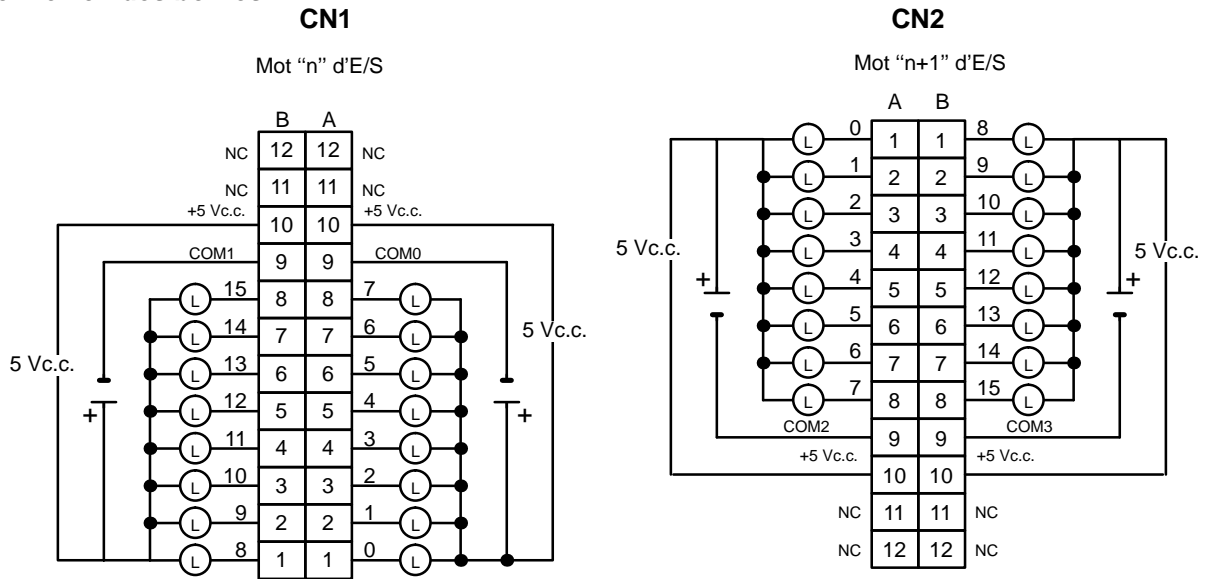 CN1
Mot “n” d’E/S
B A
NC 12 12 NC
NC 11 11 NC
+5 Vc.c. 10 10 +5 Vc.c.
COM1 9 9 COM0
L 15 8 8 7 L
L 14 7 7 6 L
L 13 6 6 5 L
L 12 5 5 4 L
L 11 4 4 3 L
L 10 3 3 2 L
L 9 2 2 1 L
L 8 1 1 0 L
5 Vc.c.
+
5 Vc.c.
+
CN2
Mot “n+1” d’E/S
A B
L 0 1 1 8 L
L 1 2 2 9 L
L 2 3 3 10 L
L 3 4 4 11 L
L 4 5 5 12 L
L 5 6 6 13 L
L 6 7 7 14 L
L 7 8 8 15 L
COM2 9 9 COM3
+5 Vc.c. 10 10 +5 Vc.c.
NC 11 11 NC
NC 12 12 NC
5 Vc.c.
+
5 Vc.c.
+